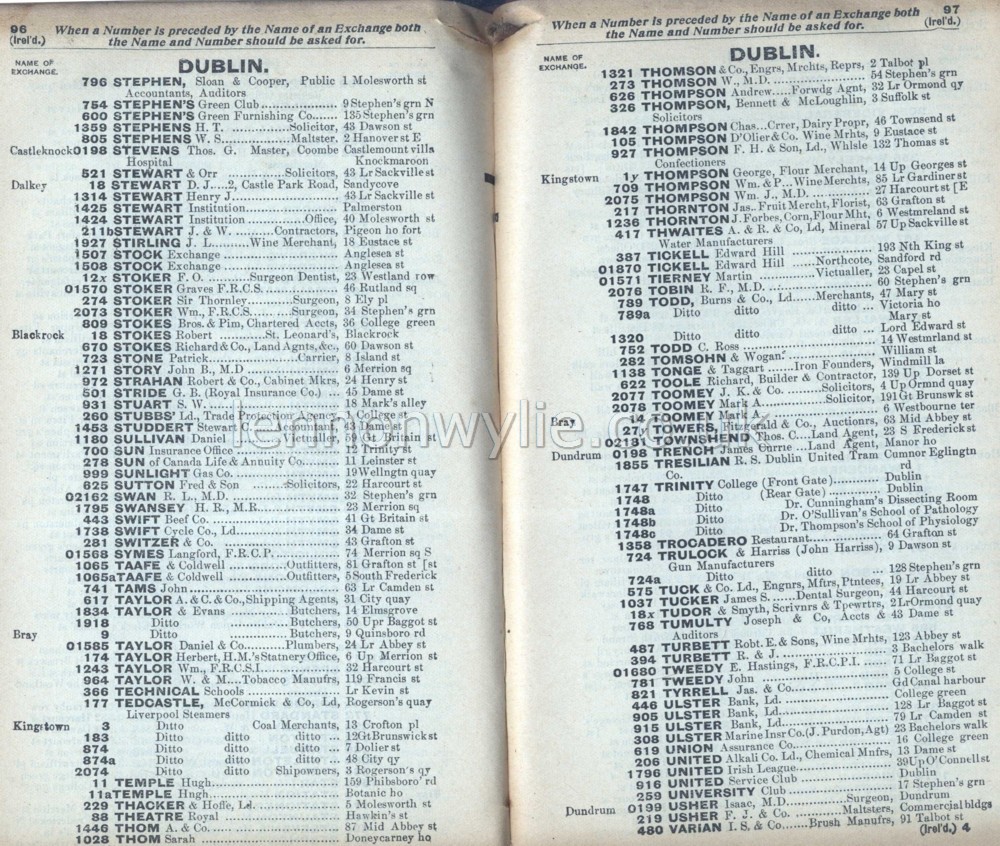 96
(Irel'd.)
When a Number is preceded by the Name of an Exchange both
the Name and Number should be asked for.
NAME OF
EXCHANGE.
DUBLIN.
796 STEPHEN, Sloan & Cooper, Public 1 Molesworth st
Accountants, Auditors
754 STEPHEN'S Green Club 9 Stephen's grn N
600 STEPHEN'S Green Furnishing Co. 135 Stephen's grn
1359 STEPHENS H. T. Solicitor, 43 Dawson st
805 STEPHENS W. S. Maltster. 2 Hanover st E
Castleknock 0198 STEVENS Thos. G. Master, Coombe Castlemount villa
Hospital Knockmaroon
521 STEWART & Orr Solicitors, 43 Lr Sackville st
Dalkey 18 STEWART D. J....2, Castle Park Road, Sandycove
1314 STEWART Henry J. 43 Lr Sackville st
1425 STEWART Institution Palmerston
1424 STEWART Institution Office, 40 Molesworth st
211b STEWART J. & W. Contractors, Pigeon ho fort
1927 STIRLING J. L. Wine Merchant, 18 Eustace st
1507 STOCK Exchange Anglesea st
1508 STOCK Exchange Anglesea st
12x STOKER F. O. Surgeon Dentist, 23 Westland row
01570 STOKER Graves F.R.C.S. 46 Rutland sq
274 STOKER Sir Thornley Surgeon, 8 Ely pl
2073 STOKER Wm., F.R.C.S. Surgeon, 34 Stephen's grn
809 STOKES Bros. & Pim, Chartered Accts, 36 College green
Blackrock 18 STOKES Robert St. Leonard's, Blackrock
670 STOKES Richard & Co., Land Agnts, &c., 60 Dawson st
723 STONE Patrick Carrier, 8 Island st
1271 STORY John B., M.D 6 Merrion sq
972 STRAHAN Robert & Co., Cabinet Mkrs, 24 Henry st
501 STRIDE G. B. (Royal Insurance Co.) 45 Dame st
931 STUART S. W. 18 Mark's alley
260 STUBBS' Ld., Trade Protection Agency 1 College st
1453 STUDDERT Stewart C. Accountant, 43 Dame st
1180 SULLIVAN Daniel 59 Gt Britain st
700 SUN Insurance Office 12 Trinity st
278 SUN of Canada Life & Annuity Co. 11 Leinster st
999 SUNLIGHT Gas Co. 19 Wellngtn quay
625 SUTTON Fred & Son Solicitors, 22 Harcourt st
02162 SWAN R. L., M.D. 32 Stephen's grn
1795 SWANSEY H. R., M.R. 23 Merrion sq
443 SWIFT Beef Co. 41 Gt Britain st
1738 SWIFT Cycle Co., Ld 34 Dame st
281 SWITZER & Co. 43 Grafton st
01568 SYMES Langford, F.R.C.P. 74 Merrion sq S
1065 TAAFE & Coldwell Outfitters, 81 Grafton st [st
1065a TAAFE & Coldwell Outfitters, 5 South Frederick
741 TAMS John 63 Lr Camden st
617 TAYLOR A. & C. & Co., Shipping Agents, 31 City quay
1834 TAYLOR & Evans Butchers, 14 Elmsgrove
1918 Ditto Butchers, 50 Upr Baggot st
Bray 9 Ditto Butchers, 9 Quinsboro rd
01585 TAYLOR Daniel & Co. Plumbers, 24 Lr Abbey st
174 TAYLOR Herbert, H.M.'s Statnery Office, 6 Up Merrion st
1243 TAYLOR Wm., F.R.C.S.I. 32 Harcourt st
964 TAYLOR W. & M....Tobacco Manufrs, 119 Francis st
366 TECHNICAL Schools Lr Kevin st
177 TEDCASTLE, McCormick & Co, Ld, Rogerson's quay
Liverpool Steamers
Kingstown 3 Ditto Coal Merchants, 13 Crofton pl
183 Ditto ditto ditto ... 12 Gt Brunswick st
874 Ditto ditto ditto ... 7 Dolier st
874a Ditto ditto ditto ... 48 City qy
2074 Ditto ditto Shipowners, 3 Rogerson's qy
11 TEMPLE Hugh 159 Phibsboro' rd
11a TEMPLE Hugh Botanic ho
229 THACKER & Hoffe, Ld. 5 Molesworth st
88 THEATRE Royal Hawkin's st
1446 THOM A. & Co. 87 Mid Abbey st
1028 THOM Sarah Doneycarney ho
97
(Irel'd.)
When a Number is preceded by the Name of an Exchange both
the Name and Number should be asked for.
NAME OF
EXCHANGE.
DUBLIN.
1321 THOMSON & Co., Engrs, Mrchts, Reprs, 2 Talbot pl
273 THOMSON W., M.D. 54 Stephen's grn
626 THOMPSON Andrew Forwdg Agnt, 32 Lr Ormond qy
326 THOMPSON, Bennett & McLoughlin, 3 Suffolk st
Solicitors
1842 THOMPSON Chas...Crrer, Dairy Propr, 46 Townsend st
105 THOMPSON D'Olier & Co. Wine Mrhts, 9 Eustace st
927 THOMPSON F. H. & Son, Ld., Whlsle 132 Thomas st
Confectioners
Kingstown 1y THOMPSON George, Flour Merchant, 14 Up Georges st
709 THOMPSON Wm. & P... Wine Merchts, 85 Lr Gardiner st
2075 THOMPSON Wm. J., M.D. 27 Harcourt st [E
217 THORNTON Jas.. Fruit Mercht, Florist, 63 Grafton st
1236 THORNTON J. Forbes, Corn, Flour Mht, 6 Westmreland st
417 THWAITES A. & R. & Co, Ld, Mineral 57 Up Sackville st
Water Manufacturers
387 TICKELL Edward Hill 193 Nth King st
01870 TICKELL Edward Hill Northcote, Sandford rd
01571 TIERNEY Martin Victualler, 23 Capel st
2076 TOBIN R. F., M.D. 60 Stephen's grn
789 TODD, Burns & Co., Ld Merchants, 47 Mary st
789a Ditto ditto ditto ... Victoria ho
Mary st
1320 Ditto ditto ditto ... Lord Edward st
752 TODD C. Ross 14 Westmrland st
282 TOMSOHN & Wogan William st
1138 TONGE & Taggart Iron Founders, Windmill la
622 TOOLE Richard, Builder & Contractor, 139 Up Dorset st
2077 TOOMEY J. K. & Co. Solicitors, 4 Up Ormnd quay
2078 TOOMEY Mark A. Solicitor, 191 Gt Brunswk st
Bray 14 TOOMEY Mark A. 6 Westbourne ter
27 TOWERS, Fitzgerald & Co., Auctionrs, 63 Mid Abbey st
02181 TOWNSHEND Thos. C....Land Agent, 23 S Frederick st
Dundrum 0198 TRENCH James Currie ...Land Agent, Manor ho
1855 TRESILIAN R. S. Dublin United Tram Cumnor Eglingtn
Co. rd
1747 TRINITY College (Front Gate) Dublin
1748 Ditto (Rear Gate) Dublin
1748a Ditto Dr. Cunningham's Dissecting Room
1748b Ditto Dr. O'Sullivan's School of Pathology
1748c Ditto Dr. Thompson's School of Physiology
1358 TROCADERO Restaurant 64 Grafton st
724 TRULOCK & Harriss (John Harriss), 9 Dawson st
Gun Manufacturers
724a Ditto ditto ditto ... 128 Stephen's grn
575 TUCK & Co. Ld., Engnrs, Mftrs, Ptntees, 19 Lr Abbey st
1037 TUCKER James S. Dental Surgeon, 44 Harcourt st
18x TUDOR & Smyth, Scrivnrs & Tpewrtrs, 2 Lr Ormond quay
768 TUMULTY Joseph & Co, Accts & 43 Dame st
Auditors
487 TURBETT Robt. E. & Sons, Wine Mrhts, 123 Abbey st
394 TURBETT R. & J. 3 Bachelors walk
01680 TWEEDY E. Hastings, F.R.C.P.I. 71 Lr Baggot st
781 TWEEDY John 5 College st
821 TYRRELL Jas. & Co. Gd Canal harbour
446 ULSTER Bank, Ld. College green
905 ULSTER Bank, Ld. 128 Lr Baggot st
915 ULSTER Bank, Ld. 79 Lr Camden st
308 ULSTER Marine Insr Co. (J. Purdon, Agt) 23 Bachelors walk
619 UNION Assurance Co. 16 College green
206 UNITED Alkali Co. Ld., Chemical Mnfrs, 13 Dame st
1796 UNITED Irish League 39 Up O'Connell st
916 UNITED Service Club Dublin
259 UNIVERSITY Club 17 Stephen's grn
Dundrum 0199 USHER Isaac, M.D. Surgeon, Dundrum
219 USHER F. J. & Co. Maltsters, Commercial bldgs
480 VARIAN I. S. & Co. Brush Manufrs, 91 Talbot st
(Irel'd.) 4